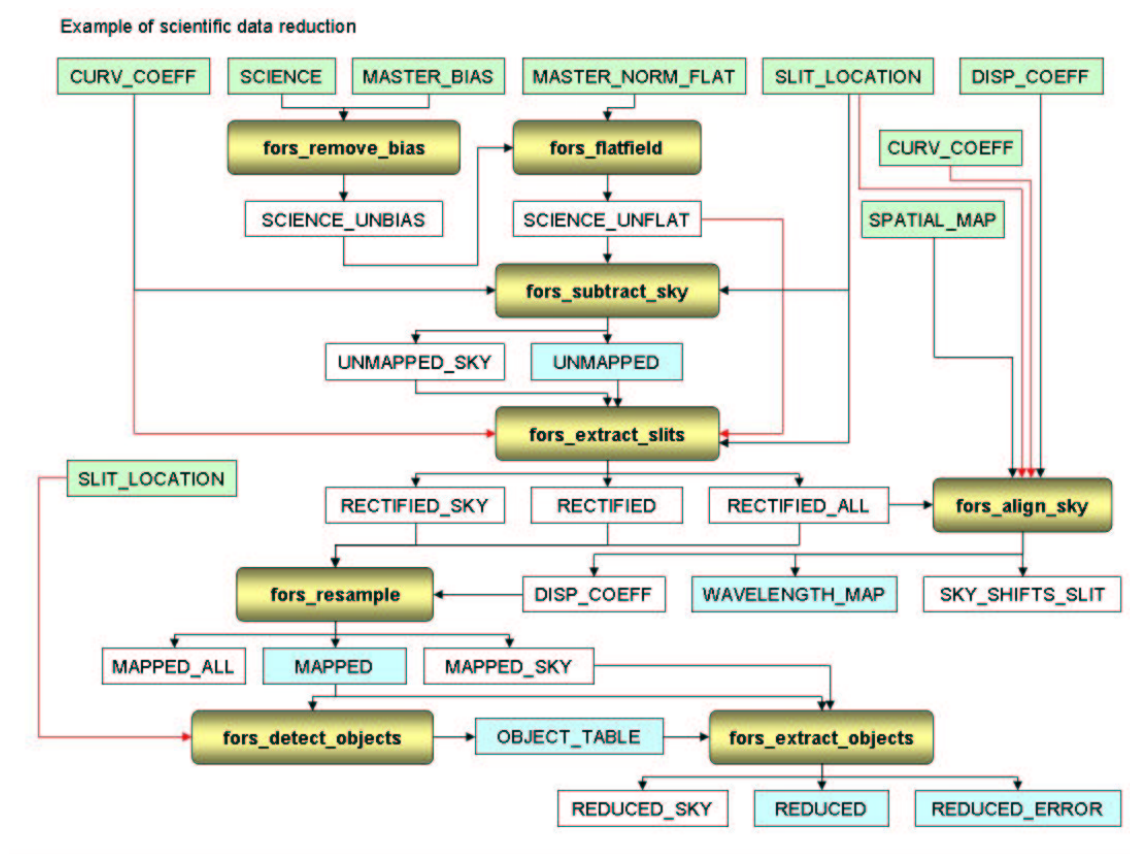 Example of scientific data reduction
CURV_COEFF
SCIENCE
MASTER_BIAS
MASTER_NORM_FLAT
SLIT_LOCATION
DISP_COEFF
fors_remove_bias
fors_flatfield
CURV_COEFF
SCIENCE_UNBIAS
SCIENCE_UNFLAT
SPATIAL_MAP
fors_subtract_sky
UNMAPPED_SKY
UNMAPPED
fors_extract_slits
SLIT_LOCATION
RECTIFIED_SKY
RECTIFIED
RECTIFIED_ALL
fors_align_sky
fors_resample
DISP_COEFF
WAVELENGTH_MAP
SKY_SHIFTS_SLIT
MAPPED_ALL
MAPPED
MAPPED_SKY
fors_detect_objects
OBJECT_TABLE
fors_extract_objects
REDUCED_SKY
REDUCED
REDUCED_ERROR